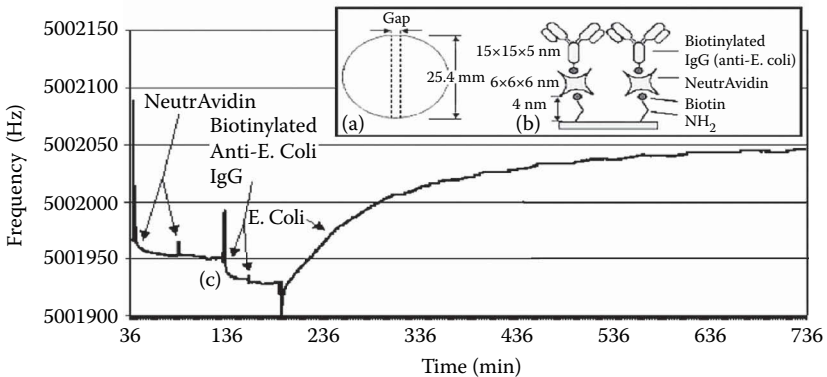 5002150
5002100
5002050
5002000
5001950
5001900
Frequency (Hz)
36
136
236
336
436
536
636
736
Time (min)
NeutrAvidin
Biotinylated
Anti-E. Coli
IgG
E. Coli
(c)
Gap
25.4 mm
(a)
15×15×5 nm
6×6×6 nm
4 nm
(b)
Biotinylated
IgG (anti-E. coli)
NeutrAvidin
Biotin
NH₂